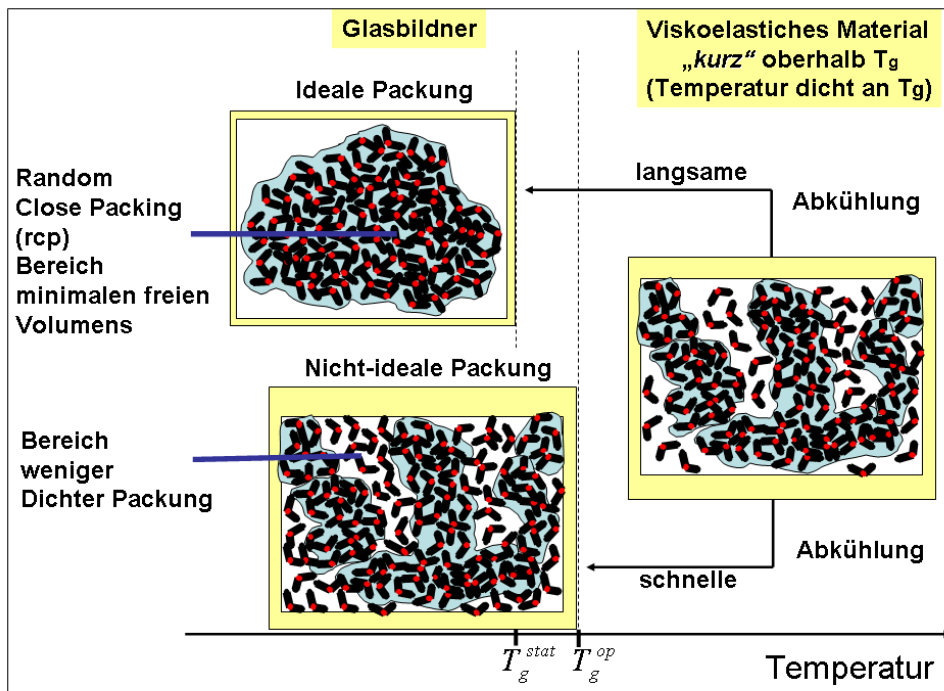 Glasbildner
Viskoelastiches Material
„kurz“ oberhalb Tg
(Temperatur dicht an Tg)
Ideale Packung
Random
Close Packing
(rcp)
Bereich
minimalen freien
Volumens
langsame
Abkühlung
Nicht-ideale Packung
Bereich
weniger
Dichter Packung
Abkühlung
schnelle
T_g^stat
T_g^op
Temperatur